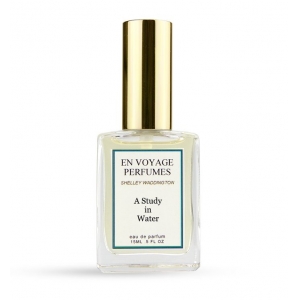 EN VOYAGE
PERFUMES
SHELLEY WADDINGTON
A Study
in
Water
eau de parfum
15ML .5 FL OZ